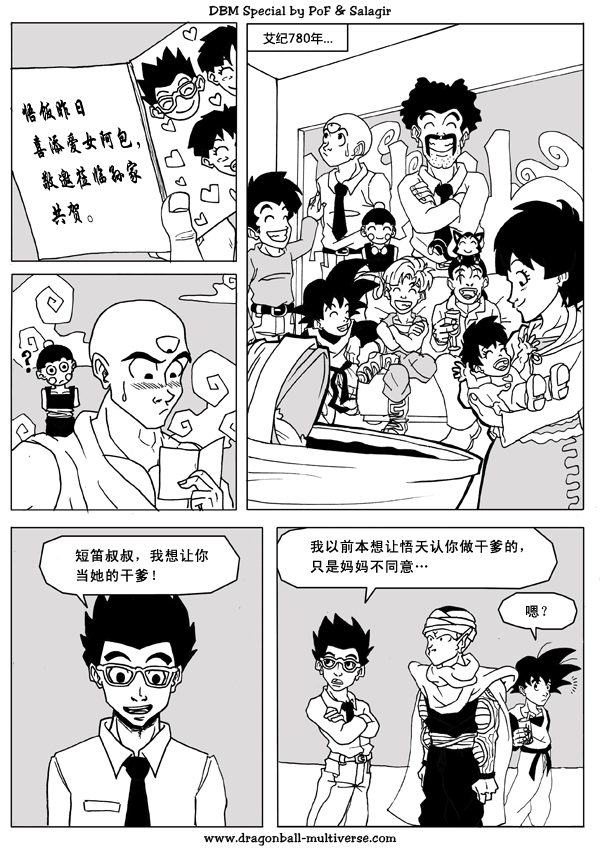 DBM Special by PoF & Salagir
悟饭昨日
喜添爱女阿包，
敬邀莅临孙家
共贺。
艾纪780年...
?
短笛叔叔，我想让你
当她的干爹！
我以前本想让悟天认你做干爹的，
只是妈妈不同意…
嗯？
www.dragonball-multiverse.com